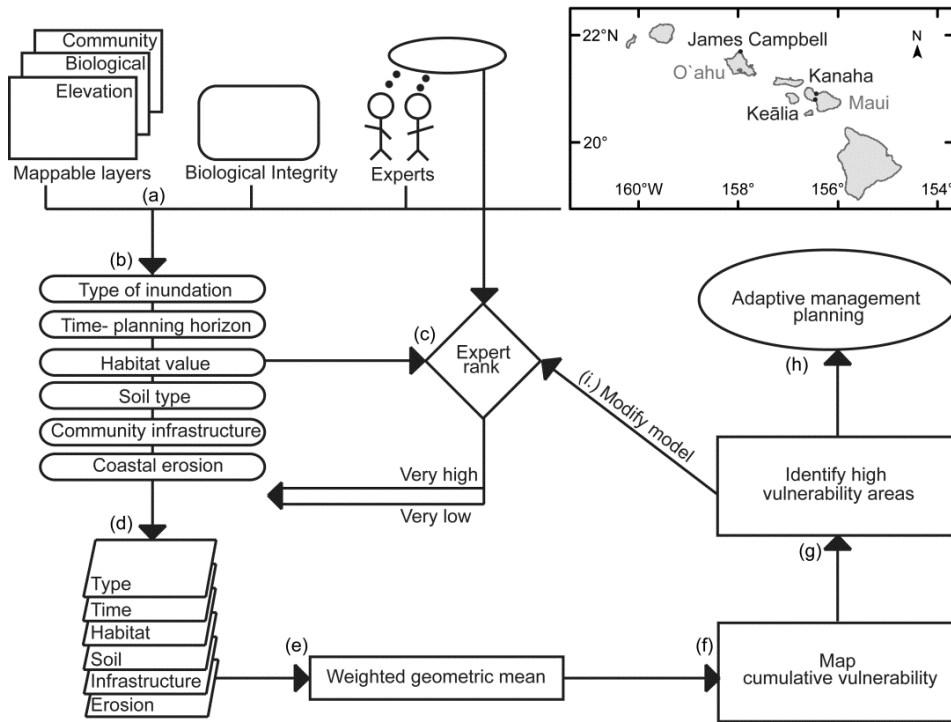 Community
Biological
Elevation
Mappable layers
Biological Integrity
Experts
(a)
(b)
Type of inundation
Time- planning horizon
Habitat value
Soil type
Community infrastructure
Coastal erosion
(c)
Expert
rank
Very high
Very low
(d)
Type
Time
Habitat
Soil
Infrastructure
Erosion
(e)
Weighted geometric mean
(f)
Map
cumulative vulnerability
(g)
Identify high
vulnerability areas
(h)
Adaptive management
planning
(i.) Modify model
22°N
20°
160°W
158°
156°
154°
N
James Campbell
O`ahu
Kanaha
Keālia
Maui